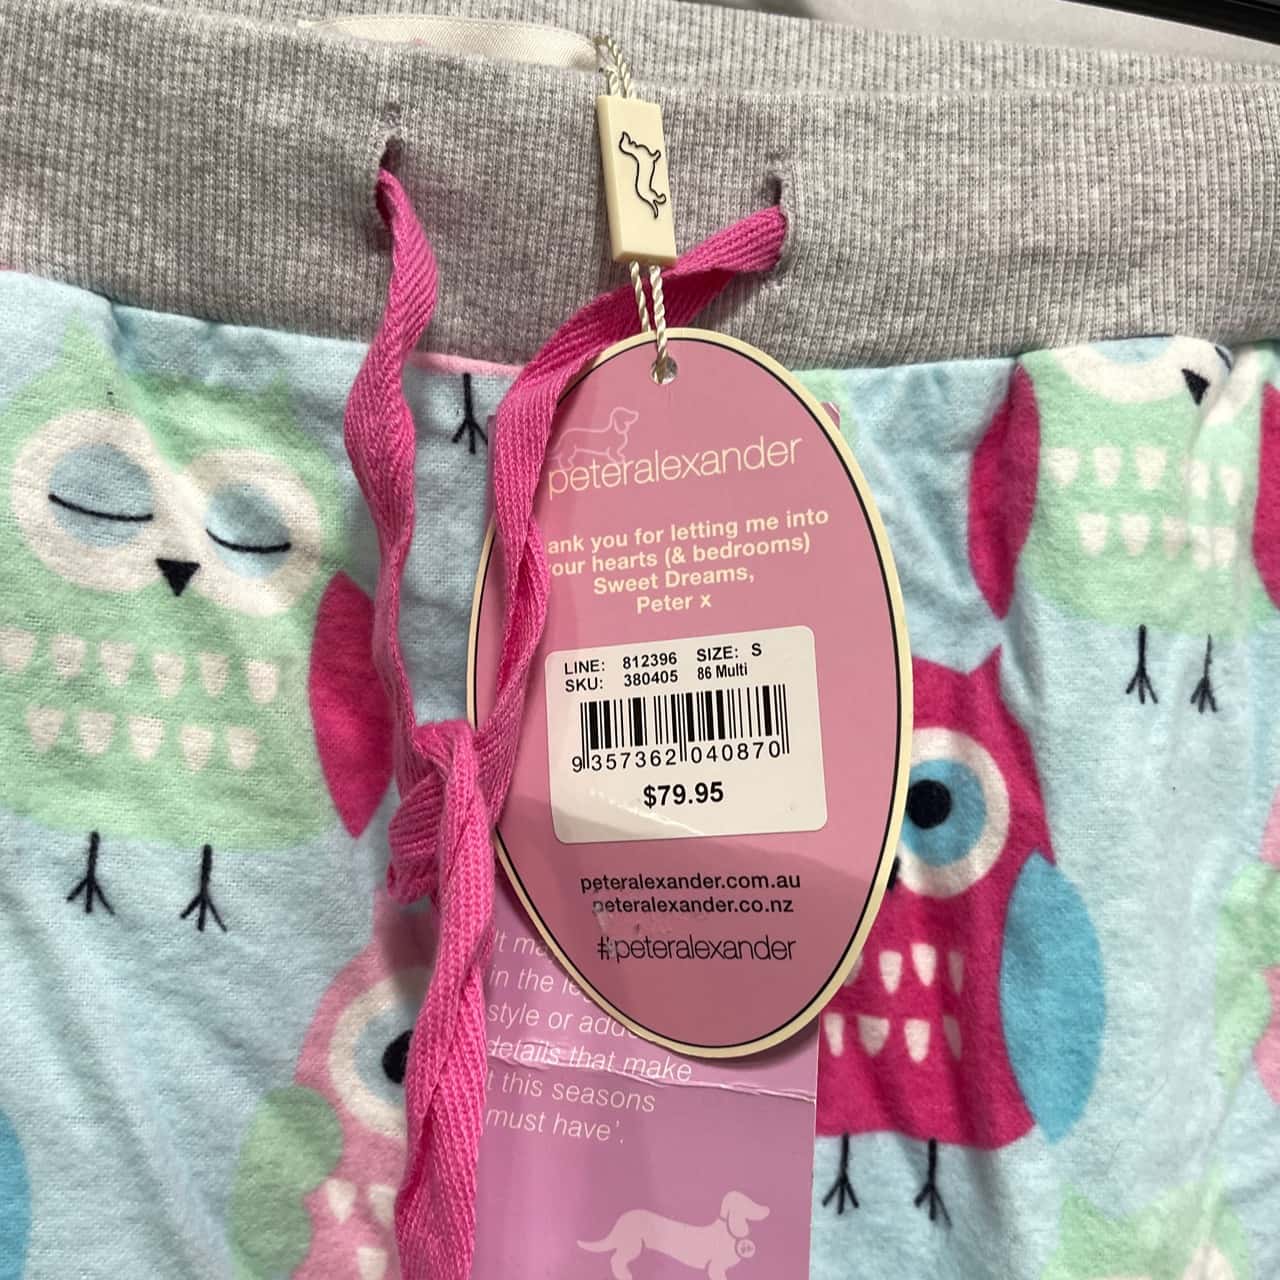 peteralexander
ank you for letting me into
our hearts (& bedrooms)
Sweet Dreams,
Peter x
LINE: 812396 SIZE: S
SKU: 380405 86 Multi
9 357362 040870
$79.95
peteralexander.com.au
peteralexander.co.nz
#peteralexander
It
in the
style or
details that make
t this seasons
must have'.